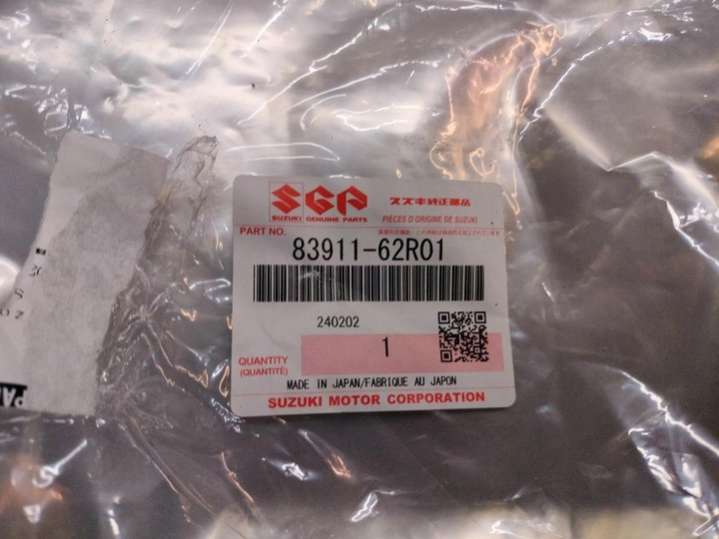 SGP
SUZUKI GENUINE PARTS
スズキ純正部品
PIÈCES D'ORIGINE DE SUZUKI
PART NO.
83911-62R01
240202
1
QUANTITY
(QUANTITÉ)
MADE IN JAPAN/FABRIQUE AU JAPON
SUZUKI MOTOR CORPORATION